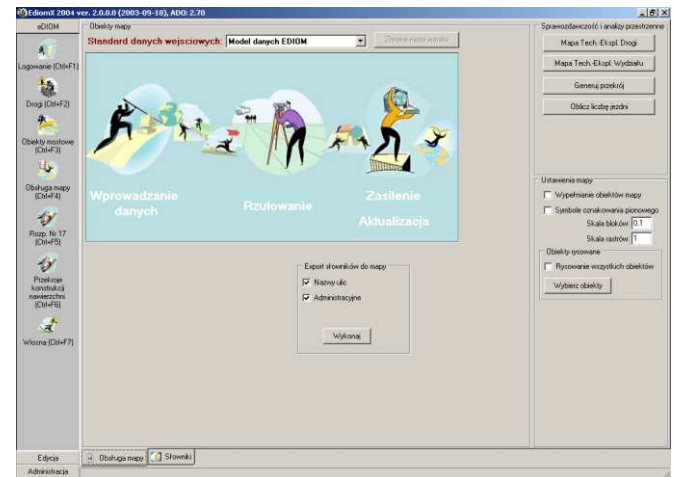 EdiomX 2004 ver. 2.0.0.0 (2003-09-18), ADO: 2.70
eDIOM
Logowanie (Ctrl+F1)
Drogi (Ctrl+F2)
Obiekty mostowe
(Ctrl+F3)
Obsługa mapy
(Ctrl+F4)
Rozp. Nr 17
(Ctrl+F5)
Przekroje
konstrukcji
nawierzchni
(Ctrl+F6)
Wiosna (Ctrl+F7)
Edycja
Administracja
Obiekty mapy
Standard danych wejsciowych: Model danych EDIOM
Zmiana nazw warstw
Wprowadzanie
danych
Rzutowanie
Zasilenie
Aktualizacja
Export słowników do mapy
Nazwy ulic
Administracyjne
Wykonaj
Obsługa mapy
Słowniki
Sprawozdawczość i analizy przestrzenne
Mapa Tech.-Ekspl. Drogi
Mapa Tech.-Ekspl. Wydziału
Generuj przekrój
Oblicz liczbę jezdni
Ustawienia mapy
Wypełnianie obiektów mapy
Symbole oznakowania pionowego
Skala bloków 0.1
Skala rastrów 1
Obiekty rysowane
Rysowanie wszystkich obiektów
Wybierz obiekty